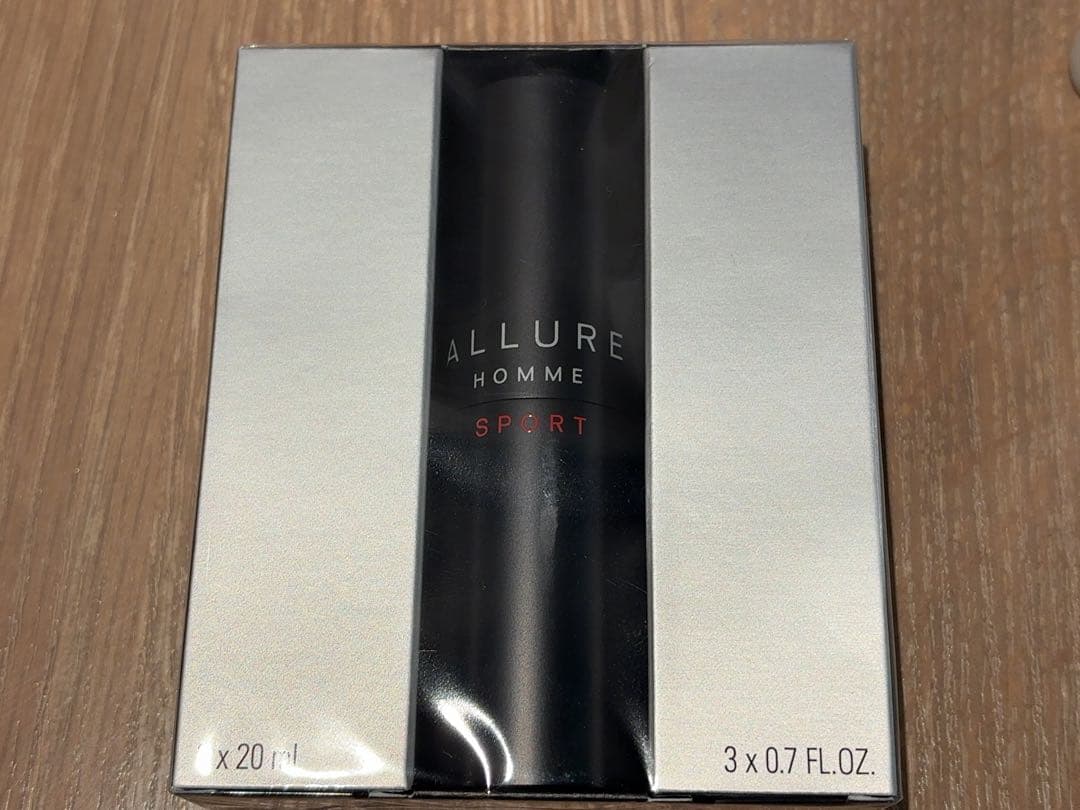 ALLURE
HOMME
SPORT
x 20 ml
3 x 0.7 FL.OZ.